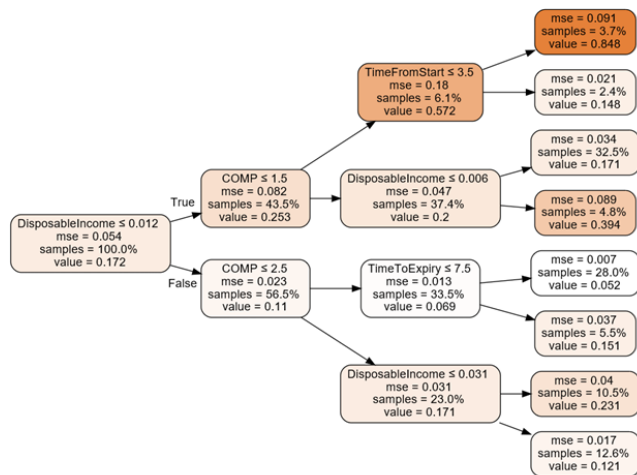 DisposableIncome ≤ 0.012
mse = 0.054
samples = 100.0%
value = 0.172
True
False
COMP ≤ 1.5
mse = 0.082
samples = 43.5%
value = 0.253
COMP ≤ 2.5
mse = 0.023
samples = 56.5%
value = 0.11
TimeFromStart ≤ 3.5
mse = 0.18
samples = 6.1%
value = 0.572
DisposableIncome ≤ 0.006
mse = 0.047
samples = 37.4%
value = 0.2
TimeToExpiry ≤ 7.5
mse = 0.013
samples = 33.5%
value = 0.069
DisposableIncome ≤ 0.031
mse = 0.031
samples = 23.0%
value = 0.171
mse = 0.091
samples = 3.7%
value = 0.848
mse = 0.021
samples = 2.4%
value = 0.148
mse = 0.034
samples = 32.5%
value = 0.171
mse = 0.089
samples = 4.8%
value = 0.394
mse = 0.007
samples = 28.0%
value = 0.052
mse = 0.037
samples = 5.5%
value = 0.151
mse = 0.04
samples = 10.5%
value = 0.231
mse = 0.017
samples = 12.6%
value = 0.121